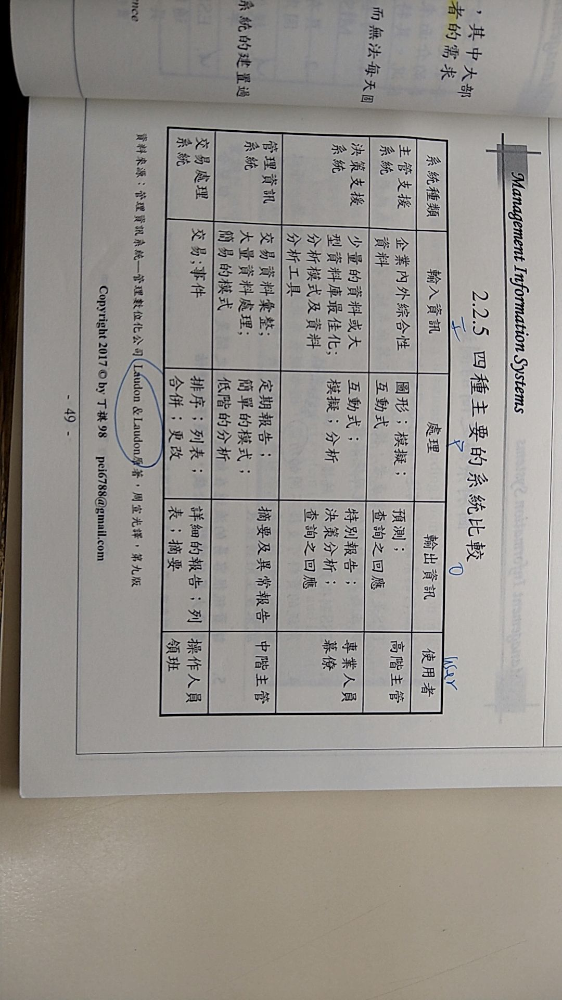 ，其中大部
者的需求
而無法每天固
系統的建置過
nce
Management Information Systems
2.2.5 四種主要的系統比較
I
P
O
user
系統種類
輸入資訊
處理
輸出資訊
使用者
主管支援
系統
企業內外綜合性
資料
圖形；模擬；
互動式
預測；
查詢之回應
高階主管
決策支援
系統
少量的資料或大
型資料庫最佳化；
分析模式及資料
分析工具
互動式；
模擬；分析
特別報告；
決策分析；
查詢之回應
專業人員
幕僚
管理資訊
系統
交易資料彙整；
大量資料處理；
簡易的模式
定期報告；
簡單的模式；
低階的分析
摘要及異常報告
中階主管
交易處理
系統
交易；事件
排序；列表；
合併；更改
詳細的報告；列
表；摘要
操作人員
領班
資料來源：管理資訊系統—管理數位化公司 Laudon &Laudon原著，周宣光譯，第九版
Copyright 2017 © by 丁祺 98 pei6788@gmail.com
- 49 -